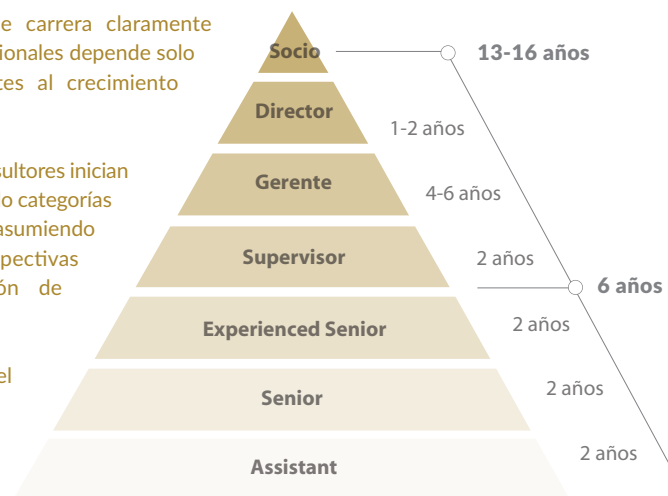 e carrera claramente
ionales depende solo
tes al crecimiento
sultores inician
o categorías
asumiendo
pectivas
ón de
el
Socio
13-16 años
Director
1-2 años
Gerente
4-6 años
Supervisor
2 años
6 años
Experienced Senior
2 años
Senior
2 años
Assistant
2 años